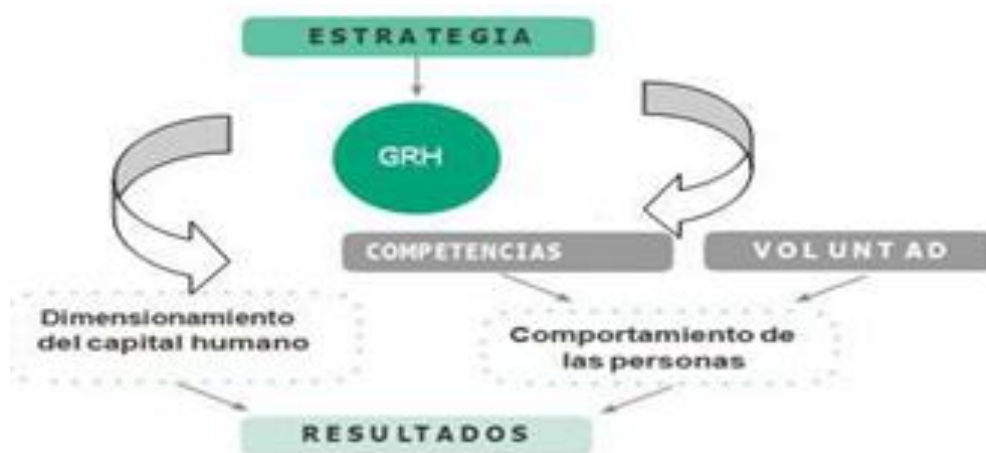 ESTRATEGIA
GRH
COMPETENCIAS
VOLUNTAD
Dimensionamiento
del capital humano
Comportamiento de
las personas
RESULTADOS